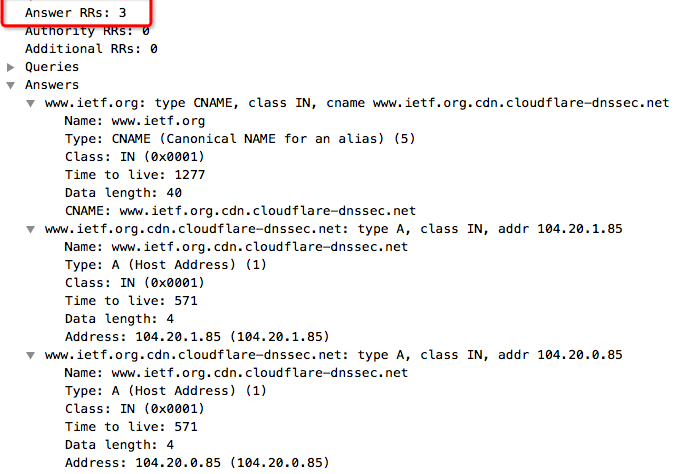 Answer RRs: 3
Authority RRs: 0
Additional RRs: 0
Queries
Answers
www.ietf.org: type CNAME, class IN, cname www.ietf.org.cdn.cloudflare-dnssec.net
Name: www.ietf.org
Type: CNAME (Canonical NAME for an alias) (5)
Class: IN (0x0001)
Time to live: 1277
Data length: 40
CNAME: www.ietf.org.cdn.cloudflare-dnssec.net
www.ietf.org.cdn.cloudflare-dnssec.net: type A, class IN, addr 104.20.1.85
Name: www.ietf.org.cdn.cloudflare-dnssec.net
Type: A (Host Address) (1)
Class: IN (0x0001)
Time to live: 571
Data length: 4
Address: 104.20.1.85 (104.20.1.85)
www.ietf.org.cdn.cloudflare-dnssec.net: type A, class IN, addr 104.20.0.85
Name: www.ietf.org.cdn.cloudflare-dnssec.net
Type: A (Host Address) (1)
Class: IN (0x0001)
Time to live: 571
Data length: 4
Address: 104.20.0.85 (104.20.0.85)